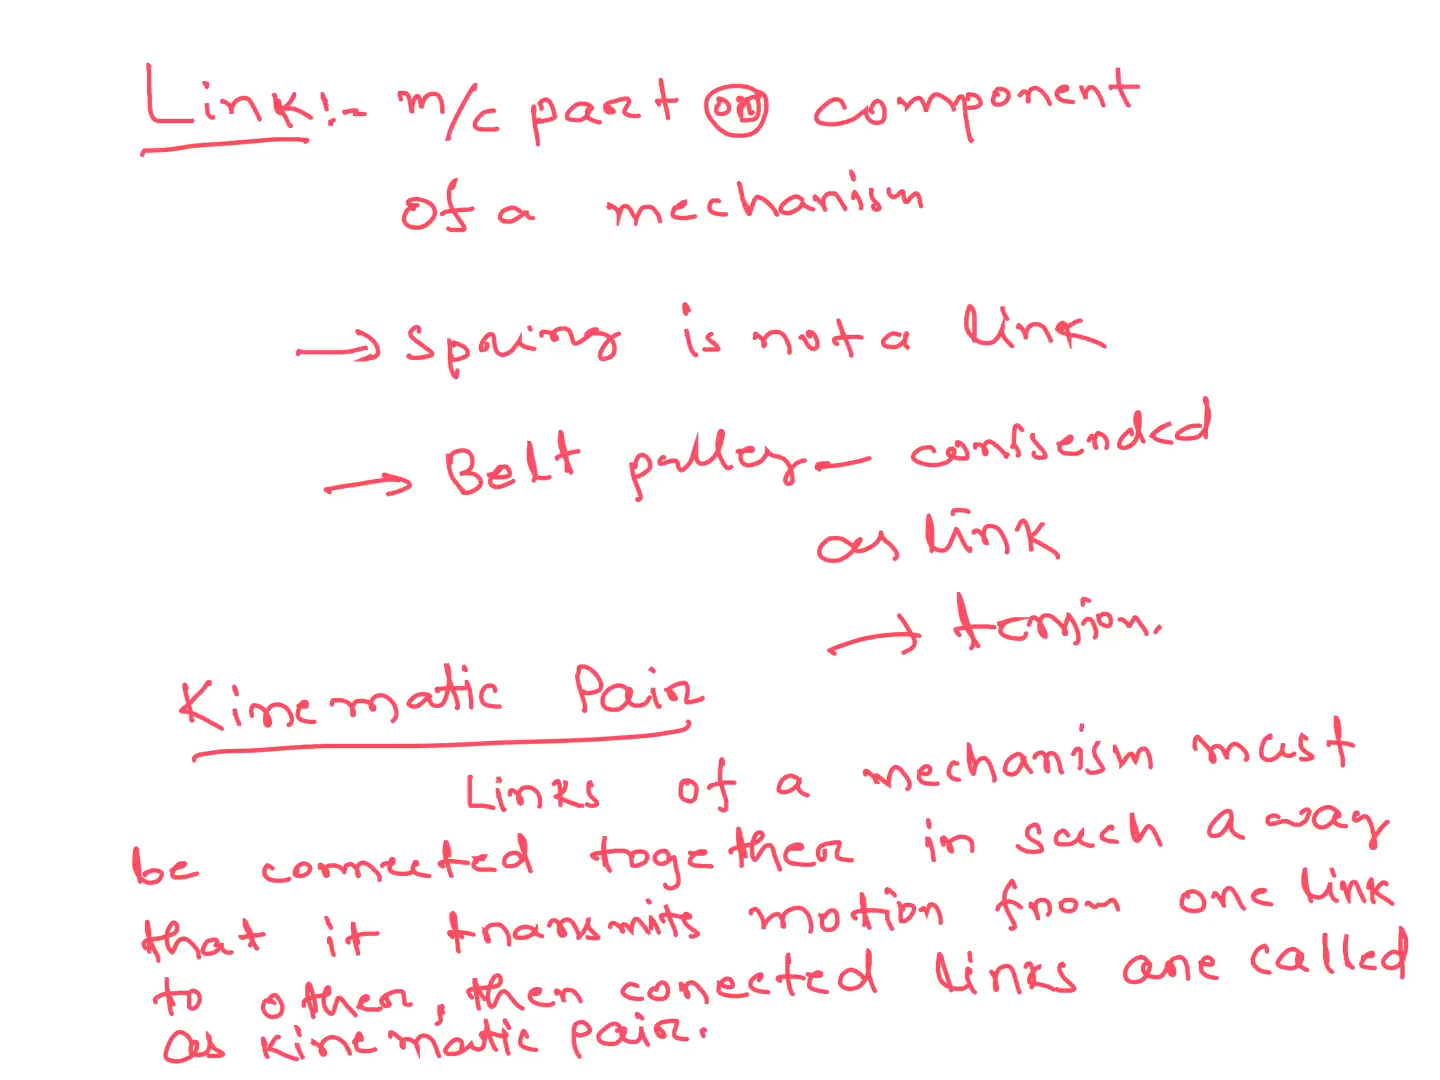 Link:- m/c part or component
of a mechanism
→ Spring is not a link
→ Belt pulley - consended
as link
→ tension.
Kinematic Pair
Links of a mechanism must
be connected together in such a way
that it transmits motion from one link
to other, then conected links are called
as kinematic pair.